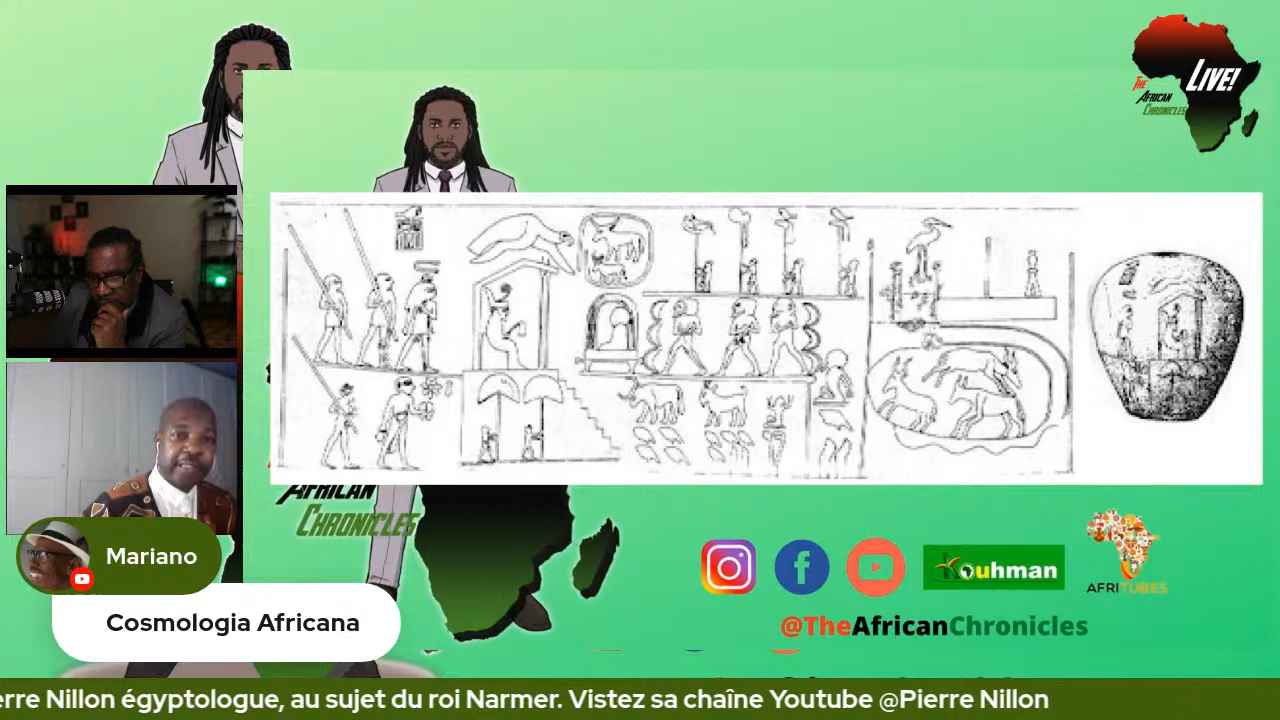 THE
AFRICAN
CHRONICLES
LIVE!
AFRICAN
CHRONICLES
Mariano
Cosmologia Africana
Kouhman
AFRITUBES
@TheAfricanChronicles
erre Nillon égyptologue, au sujet du roi Narmer. Vistez sa chaîne Youtube @Pierre Nillon